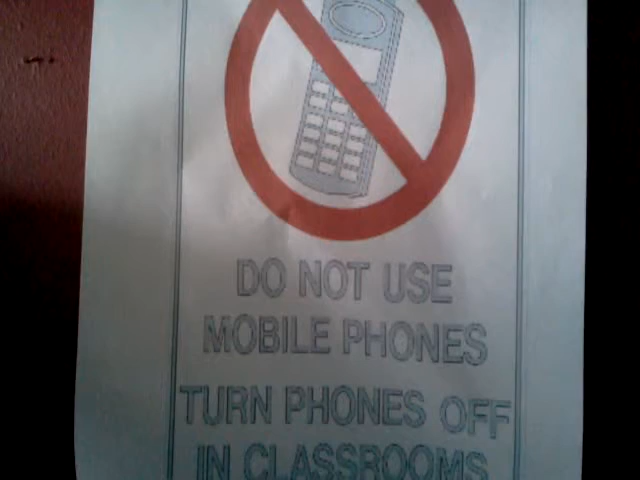 DO NOT USE
MOBILE PHONES
TURN PHONES OFF
IN CLASSROOMS